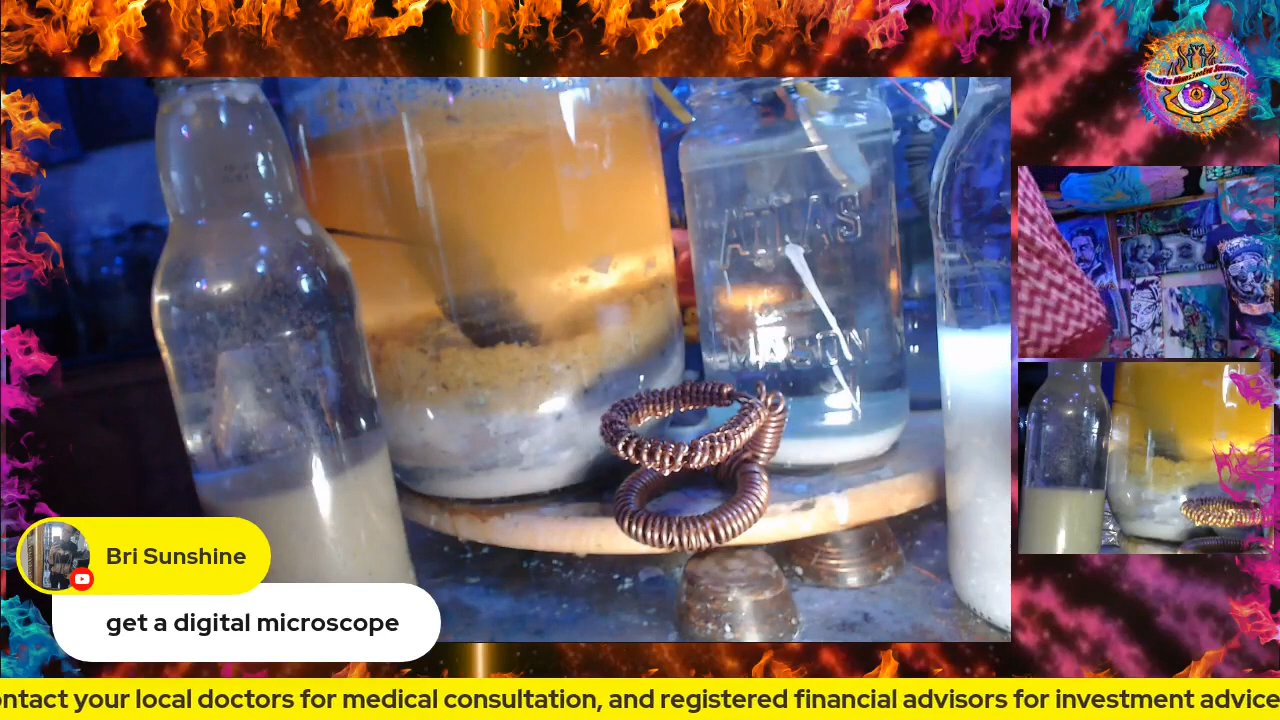 ATLAS
MASON
Bri Sunshine
get a digital microscope
ontact your local doctors for medical consultation, and registered financial advisors for investment advice